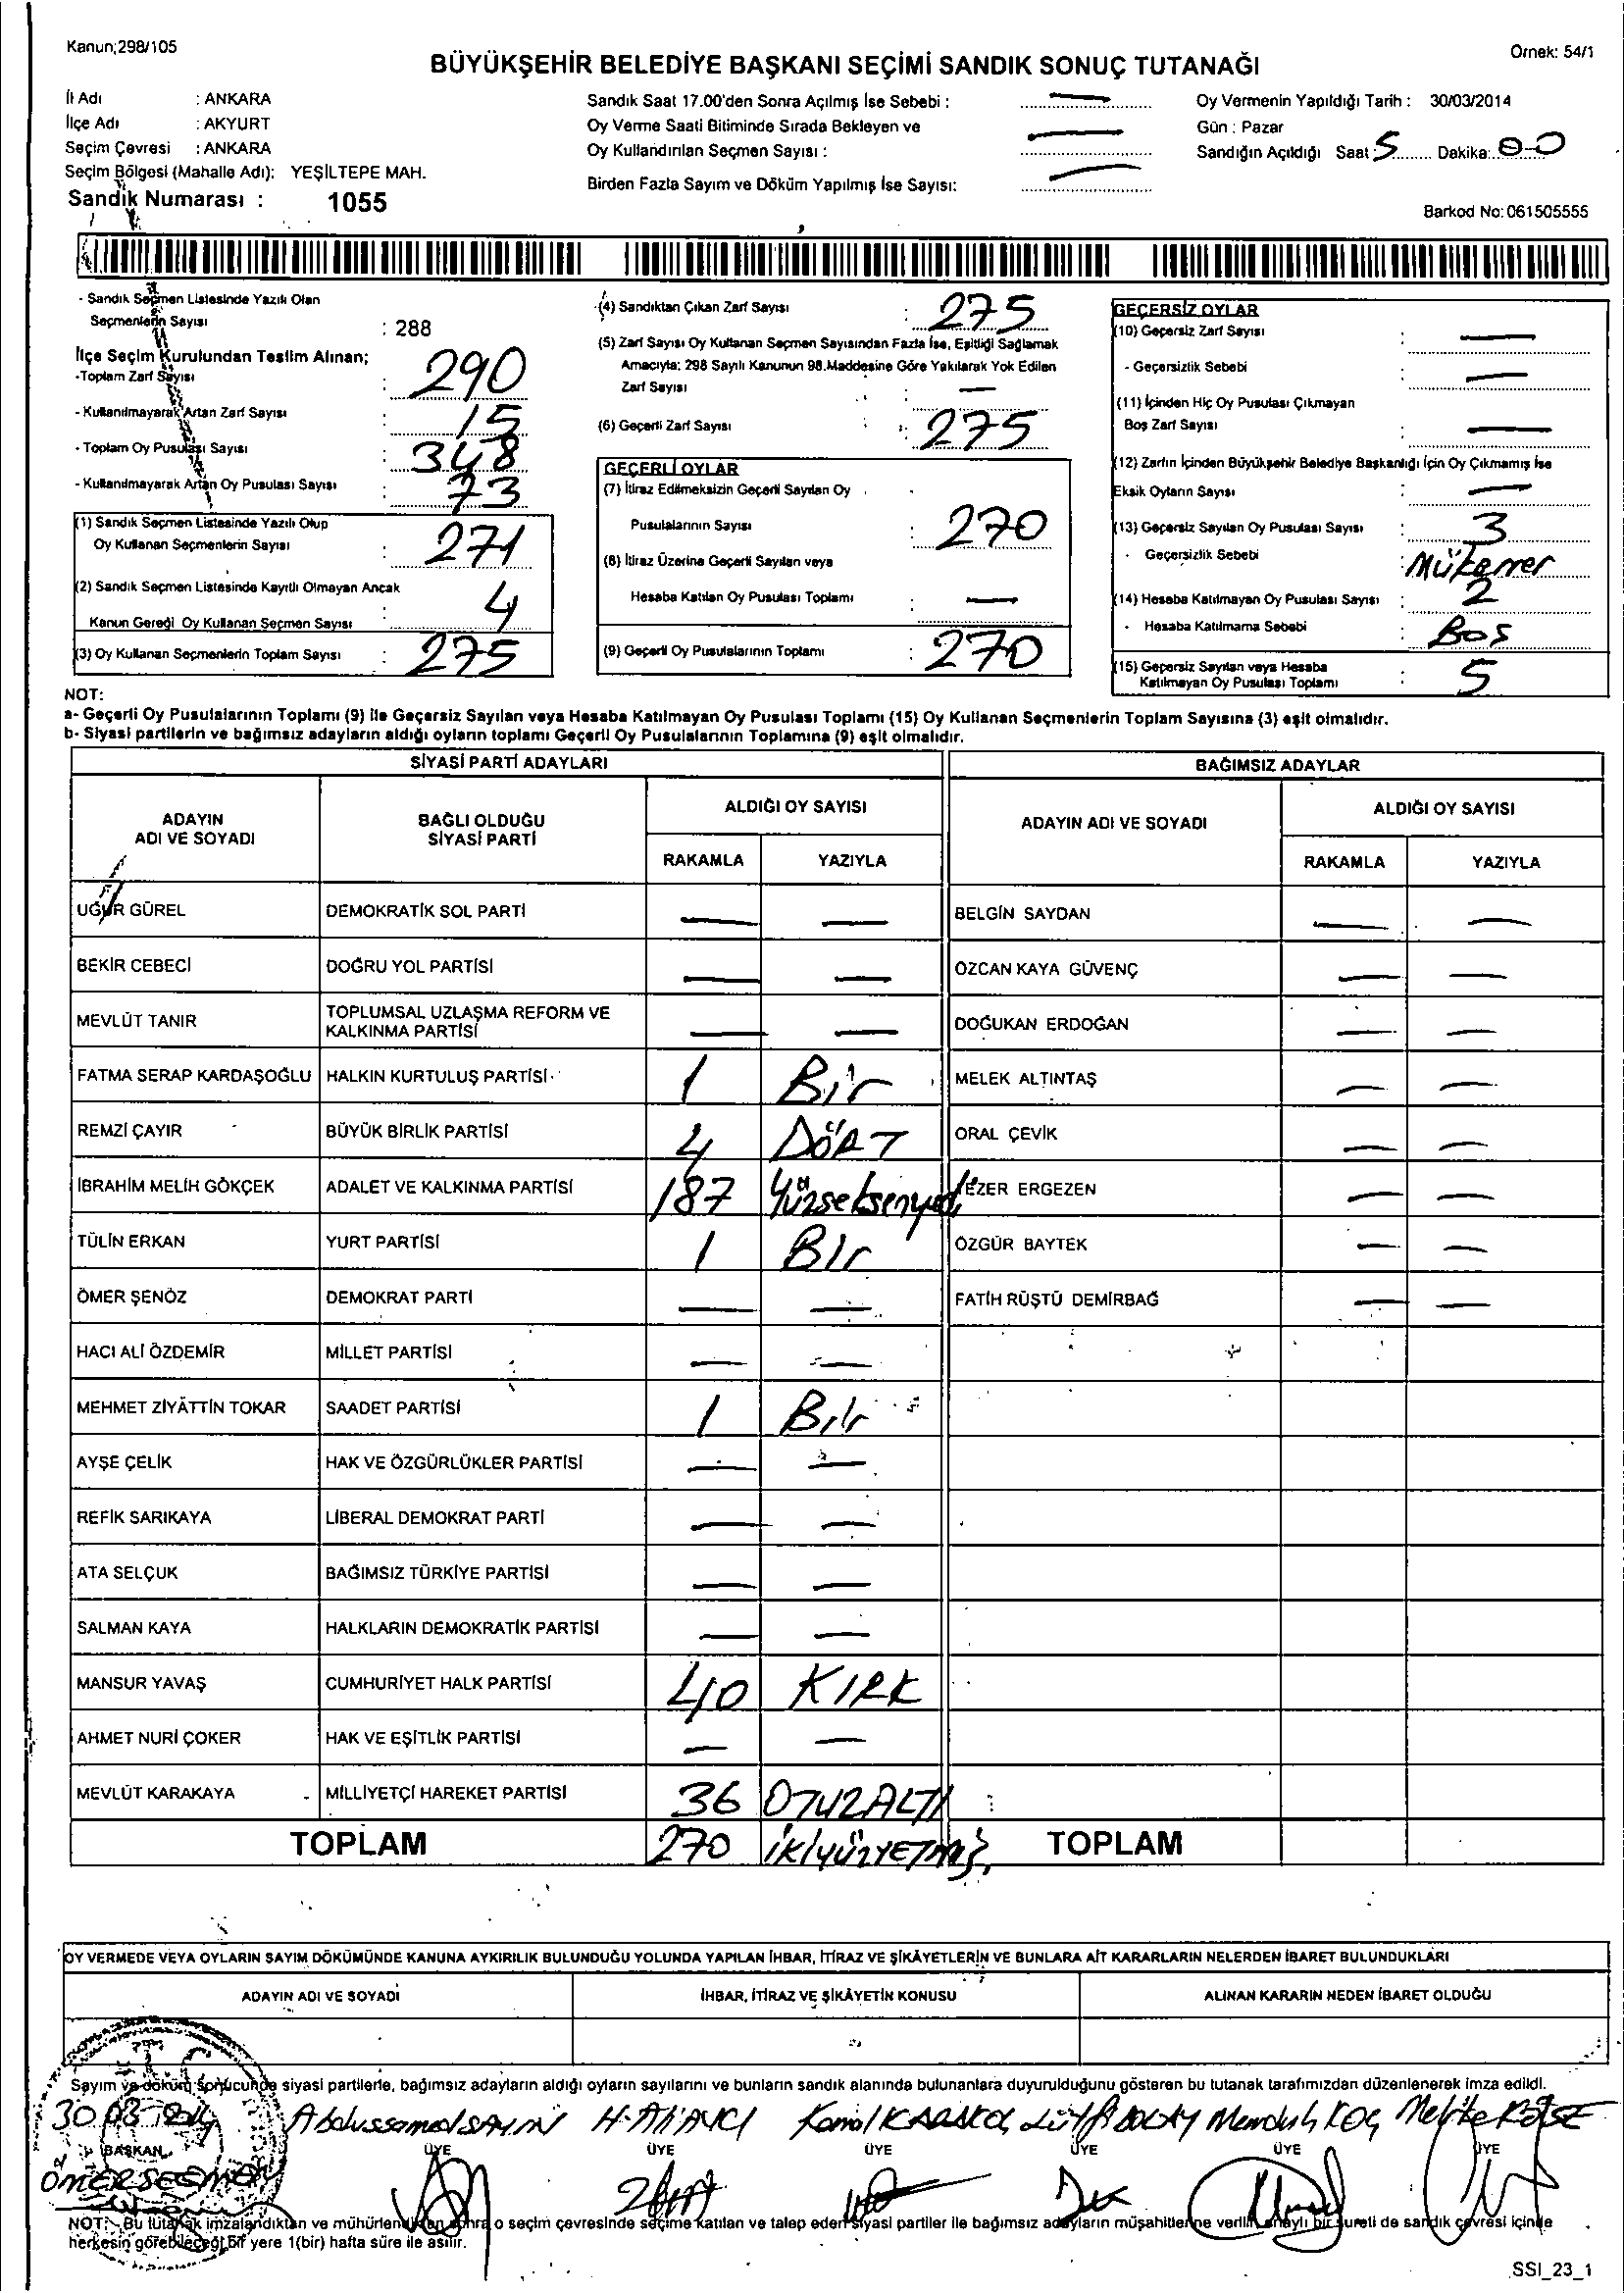 Kanun;298/105
Örnek: 54/1
BÜYÜKŞEHİR BELEDİYE BAŞKANI SEÇİMİ SANDIK SONUÇ TUTANAĞI
İl Adı : ANKARA
İlçe Adı : AKYURT
Seçim Çevresi : ANKARA
Seçim Bölgesi (Mahalle Adı): YEŞİLTEPE MAH.
Sandık Numarası : 1055
Sandık Saat 17.00'den Sonra Açılmış İse Sebebi : —
Oy Verme Saati Bitiminde Sırada Bekleyen ve
Oy Kullandırılan Seçmen Sayısı : —
Birden Fazla Sayım ve Döküm Yapılmış İse Sayısı: —
Oy Vermenin Yapıldığı Tarih : 30/03/2014
Gün : Pazar
Sandığın Açıldığı Saat 5 Dakika: 00
Barkod No: 061505555
- Sandık Seçmen Listesinde Yazılı Olan
Seçmenlerin Sayısı : 288
İlçe Seçim Kurulundan Teslim Alınan;
-Toplam Zarf Sayısı : 290
- Kullanılmayarak Artan Zarf Sayısı : 15
- Toplam Oy Pusulası Sayısı : 348
- Kullanılmayarak Artan Oy Pusulası Sayısı : 73
(1) Sandık Seçmen Listesinde Yazılı Olup
Oy Kullanan Seçmenlerin Sayısı : 271
(2) Sandık Seçmen Listesinde Kayıtlı Olmayan Ancak
Kanun Gereği Oy Kullanan Seçmen Sayısı : 4
(3) Oy Kullanan Seçmenlerin Toplam Sayısı : 275
(4) Sandıktan Çıkan Zarf Sayısı : 275
(5) Zarf Sayısı Oy Kullanan Seçmen Sayısından Fazla İse, Eşitliği Sağlamak
Amacıyla; 298 Sayılı Kanunun 98.Maddesine Göre Yakılarak Yok Edilen
Zarf Sayısı : —
(6) Geçerli Zarf Sayısı : 275
GEÇERLİ OYLAR
(7) İtiraz Edilmeksizin Geçerli Sayılan Oy
Pusulalarının Sayısı : 270
(8) İtiraz Üzerine Geçerli Sayılan veya
Hesaba Katılan Oy Pusulası Toplamı : —
(9) Geçerli Oy Pusulalarının Toplamı : 270
GEÇERSİZ OYLAR
(10) Geçersiz Zarf Sayısı : —
- Geçersizlik Sebebi : —
(11) İçinden Hiç Oy Pusulası Çıkmayan
Boş Zarf Sayısı : —
(12) Zarfın İçinden Büyükşehir Belediye Başkanlığı İçin Oy Çıkmamış İse
Eksik Oyların Sayısı : —
(13) Geçersiz Sayılan Oy Pusulası Sayısı : 3
- Geçersizlik Sebebi : Mükerrer
(14) Hesaba Katılmayan Oy Pusulası Sayısı : 2
- Hesaba Katılmama Sebebi : Boş
(15) Geçersiz Sayılan veya Hesaba
Katılmayan Oy Pusulası Toplamı : 5
NOT:
a- Geçerli Oy Pusulalarının Toplamı (9) ile Geçersiz Sayılan veya Hesaba Katılmayan Oy Pusulası Toplamı (15) Oy Kullanan Seçmenlerin Toplam Sayısına (3) eşit olmalıdır.
b- Siyasi partilerin ve bağımsız adayların aldığı oyların toplamı Geçerli Oy Pusulalarının Toplamına (9) eşit olmalıdır.
SİYASİ PARTİ ADAYLARI
ADAYIN ADI VE SOYADI BAĞLI OLDUĞU SİYASİ PARTİ ALDIĞI OY SAYISI
RAKAMLA YAZIYLA
BAĞIMSIZ ADAYLAR
ADAYIN ADI VE SOYADI ALDIĞI OY SAYISI
RAKAMLA YAZIYLA
UĞUR GÜREL DEMOKRATİK SOL PARTİ — — BELGİN SAYDAN — —
BEKİR CEBECİ DOĞRU YOL PARTİSİ — — ÖZCAN KAYA GÜVENÇ — —
MEVLÜT TANIR TOPLUMSAL UZLAŞMA REFORM VE KALKINMA PARTİSİ — — DOĞUKAN ERDOĞAN — —
FATMA SERAP KARDAŞOĞLU HALKIN KURTULUŞ PARTİSİ 1 Bir MELEK ALTINTAŞ — —
REMZİ ÇAYIR BÜYÜK BİRLİK PARTİSİ 4 DÖRT ORAL ÇEVİK — —
İBRAHİM MELİH GÖKÇEK ADALET VE KALKINMA PARTİSİ 187 Yüzseksenyedi EZER ERGEZEN — —
TÜLİN ERKAN YURT PARTİSİ 1 BIr ÖZGÜR BAYTEK — —
ÖMER ŞENÖZ DEMOKRAT PARTİ — — FATİH RÜŞTÜ DEMİRBAĞ — —
HACI ALİ ÖZDEMİR MİLLET PARTİSİ — —
MEHMET ZİYÂTTİN TOKAR SAADET PARTİSİ 1 Bir
AYŞE ÇELİK HAK VE ÖZGÜRLÜKLER PARTİSİ — —
REFİK SARIKAYA LİBERAL DEMOKRAT PARTİ — —
ATA SELÇUK BAĞIMSIZ TÜRKİYE PARTİSİ — —
SALMAN KAYA HALKLARIN DEMOKRATİK PARTİSİ — —
MANSUR YAVAŞ CUMHURİYET HALK PARTİSİ 40 KIRK
AHMET NURİ ÇOKER HAK VE EŞİTLİK PARTİSİ — —
MEVLÜT KARAKAYA MİLLİYETÇİ HAREKET PARTİSİ 36 OTUZALTI
TOPLAM 270 İKİYÜZYETMİŞ TOPLAM
OY VERMEDE VEYA OYLARIN SAYIM DÖKÜMÜNDE KANUNA AYKIRILIK BULUNDUĞU YOLUNDA YAPILAN İHBAR, İTİRAZ VE ŞİKÂYETLERİN VE BUNLARA AİT KARARLARIN NELERDEN İBARET BULUNDUKLARI
ADAYIN ADI VE SOYADI İHBAR, İTİRAZ VE ŞİKÂYETİN KONUSU ALINAN KARARIN NEDEN İBARET OLDUĞU
Sayım ve döküm sonucunda siyasi partilerle, bağımsız adayların aldığı oyların sayılarını ve bunların sandık alanında bulunanlara duyurulduğunu gösteren bu tutanak tarafımızdan düzenlenerek imza edildi.
30.03.2014 Abdussamed SAYIN H.Ali AVCI Kemal KARAKOÇ Lütfi Memduh KOÇ Melike KÖSE
BAŞKAN ÜYE ÜYE ÜYE ÜYE ÜYE ÜYE
ÖMER SEĞMEN
NOT:- Bu tutanak imzalandıktan ve mühürlendikten sonra o seçim çevresinde seçime katılan ve talep eden siyasi partiler ile bağımsız adayların müşahitlerine verilir, onaylı bir sureti de sandık çevresi içinde
herkesin görebileceği bir yere 1(bir) hafta süre ile asılır.
SSI_23_1